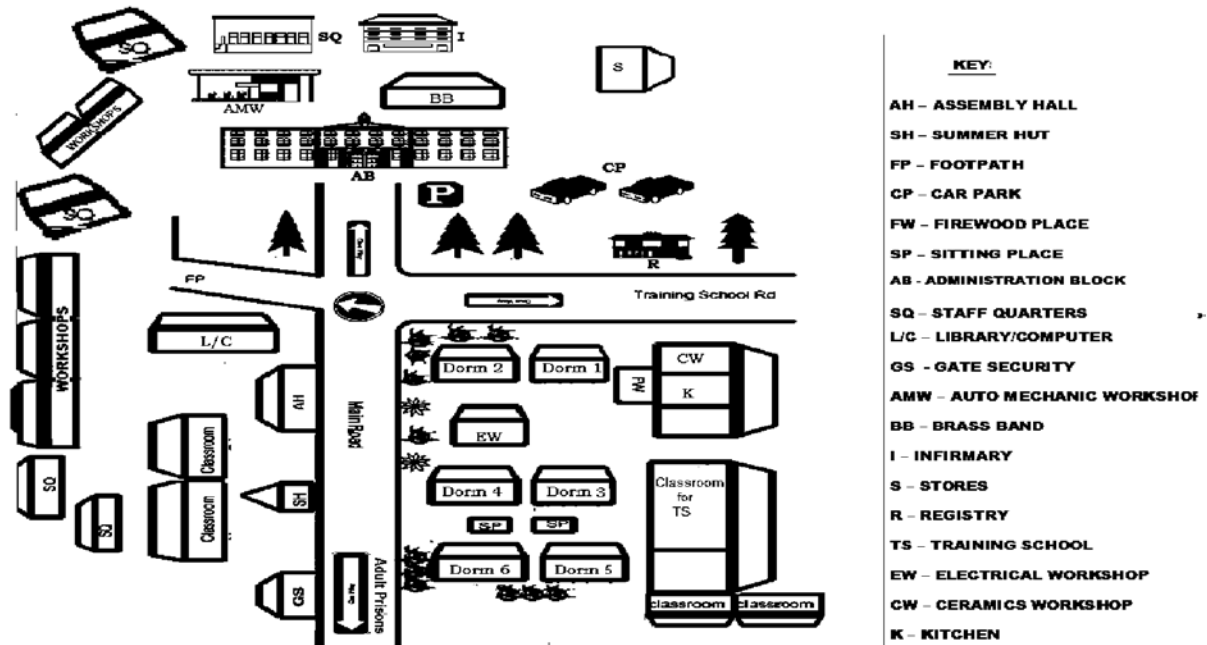 SQ
SQ
I
S
AMW
BB
WORKSHOPS
AB
CP
P
SQ
R
FP
Training School Rd
L/C
WORKSHOPS
Dorm 2
Dorm 1
CW
FW
K
AH
Main Road
EW
Classroom
SQ
Classroom
SH
Dorm 4
Dorm 3
Classroom
for
TS
SP
SP
SQ
Dorm 6
Dorm 5
GS
Adult Prisons
classroom
classroom
KEY:
AH – ASSEMBLY HALL
SH – SUMMER HUT
FP – FOOTPATH
CP – CAR PARK
FW – FIREWOOD PLACE
SP – SITTING PLACE
AB - ADMINISTRATION BLOCK
SQ – STAFF QUARTERS
L/C – LIBRARY/COMPUTER
GS - GATE SECURITY
AMW – AUTO MECHANIC WORKSHOP
BB – BRASS BAND
I – INFIRMARY
S – STORES
R – REGISTRY
TS – TRAINING SCHOOL
EW – ELECTRICAL WORKSHOP
CW – CERAMICS WORKSHOP
K – KITCHEN